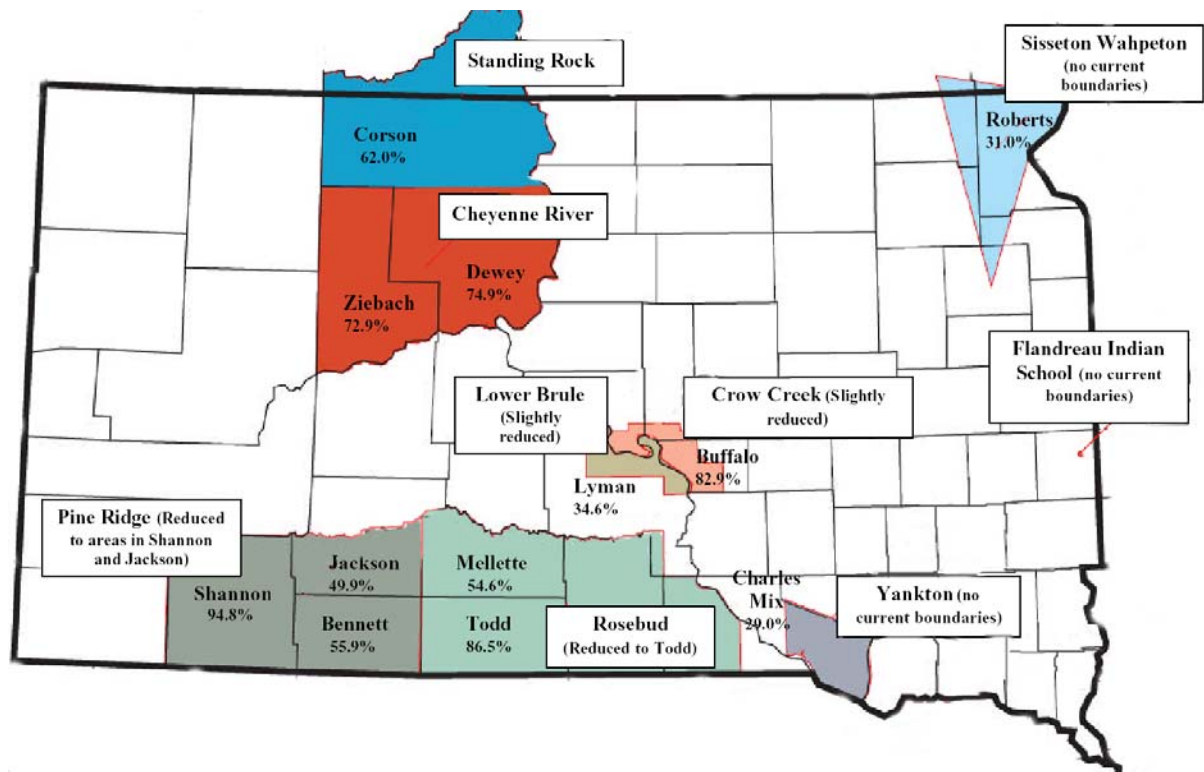 Standing Rock
Sisseton Wahpeton
(no current
boundaries)
Corson
62.0%
Roberts
31.0%
Cheyenne River
Dewey
74.9%
Ziebach
72.9%
Flandreau Indian
School (no current
boundaries)
Lower Brule
(Slightly
reduced)
Crow Creek (Slightly
reduced)
Buffalo
82.9%
Lyman
34.6%
Pine Ridge (Reduced
to areas in Shannon
and Jackson)
Jackson
49.9%
Mellette
54.6%
Shannon
94.8%
Charles
Mix
29.0%
Yankton (no
current boundaries)
Bennett
55.9%
Todd
86.5%
Rosebud
(Reduced to Todd)